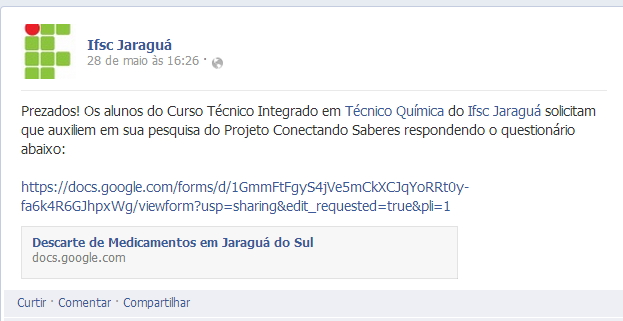 Ifsc Jaraguá
28 de maio às 16:26 ·
Prezados! Os alunos do Curso Técnico Integrado em Técnico Química do Ifsc Jaraguá solicitam
que auxiliem em sua pesquisa do Projeto Conectando Saberes respondendo o questionário
abaixo:
https://docs.google.com/forms/d/1GmmFtFgyS4jVe5mCkXCJqYoRRt0y-
fa6k4R6GJhpxWg/viewform?usp=sharing&edit_requested=true&pli=1
Descarte de Medicamentos em Jaraguá do Sul
docs.google.com
Curtir · Comentar · Compartilhar